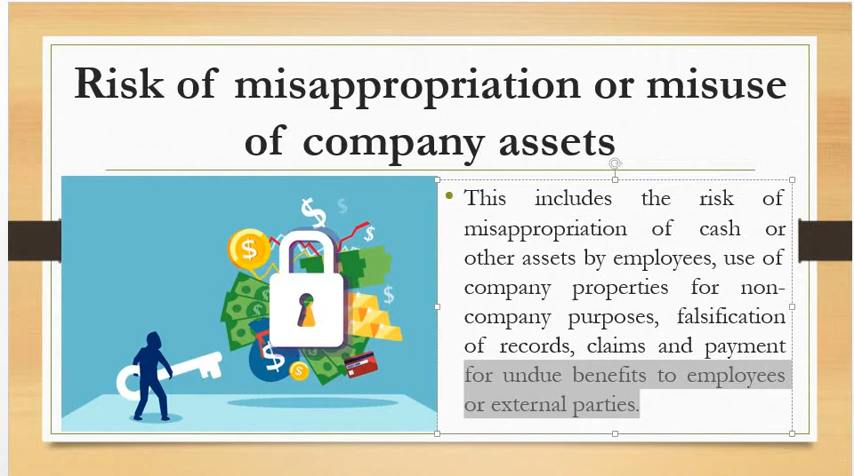 Risk of misappropriation or misuse
of company assets
• This includes the risk of
misappropriation of cash or
other assets by employees, use of
company properties for non-
company purposes, falsification
of records, claims and payment
for undue benefits to employees
or external parties.